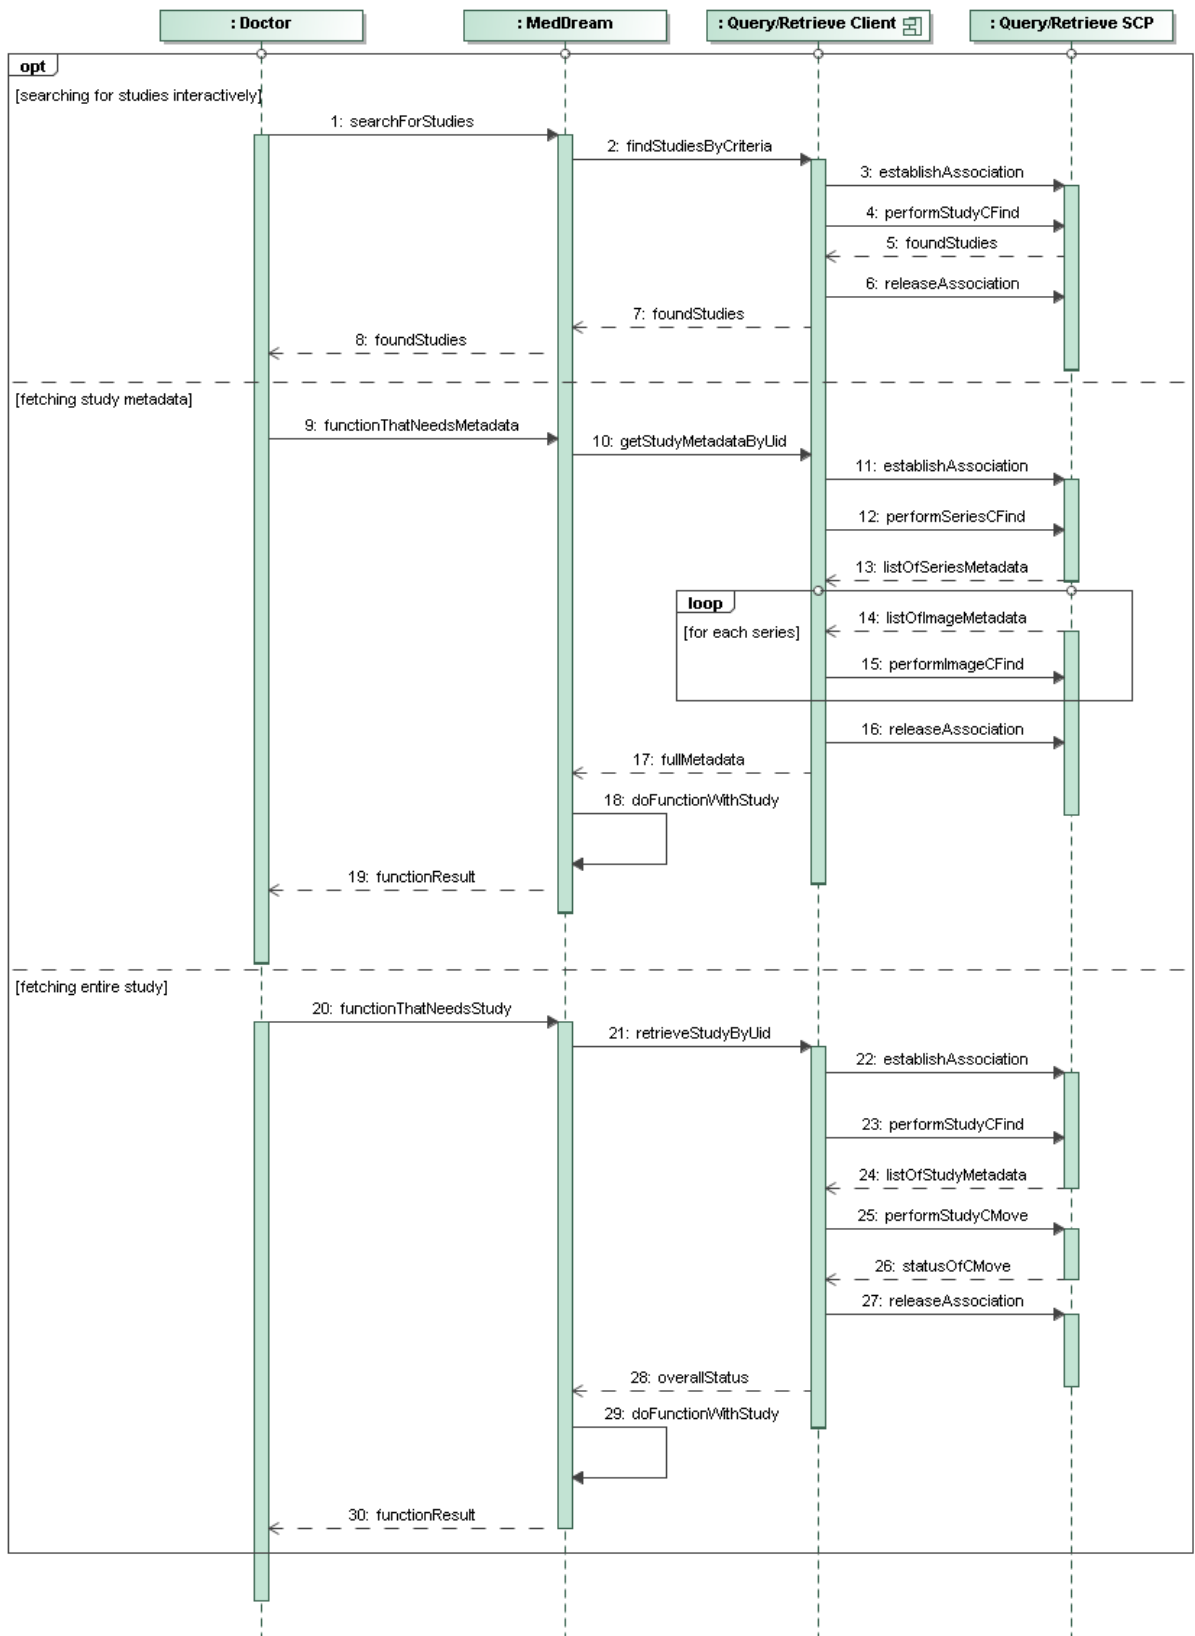 : Doctor
: MedDream
: Query/Retrieve Client
: Query/Retrieve SCP
opt
[searching for studies interactively]
1: searchForStudies
2: findStudiesByCriteria
3: establishAssociation
4: performStudyCFind
5: foundStudies
6: releaseAssociation
7: foundStudies
8: foundStudies
[fetching study metadata]
9: functionThatNeedsMetadata
10: getStudyMetadataByUid
11: establishAssociation
12: performSeriesCFind
13: listOfSeriesMetadata
loop
[for each series]
14: listOfImageMetadata
15: performImageCFind
16: releaseAssociation
17: fullMetadata
18: doFunctionWithStudy
19: functionResult
[fetching entire study]
20: functionThatNeedsStudy
21: retrieveStudyByUid
22: establishAssociation
23: performStudyCFind
24: listOfStudyMetadata
25: performStudyCMove
26: statusOfCMove
27: releaseAssociation
28: overallStatus
29: doFunctionWithStudy
30: functionResult